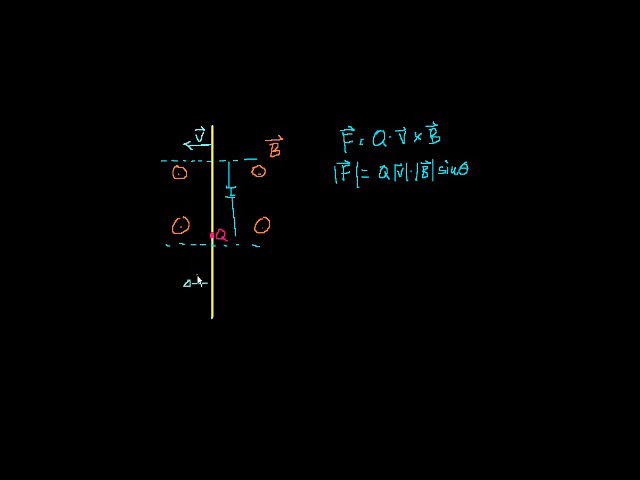 V⃗
B⃗
F⃗ = Q · V⃗ × B⃗
|F⃗| = Q |V⃗| · |B⃗| sinθ
L
Q